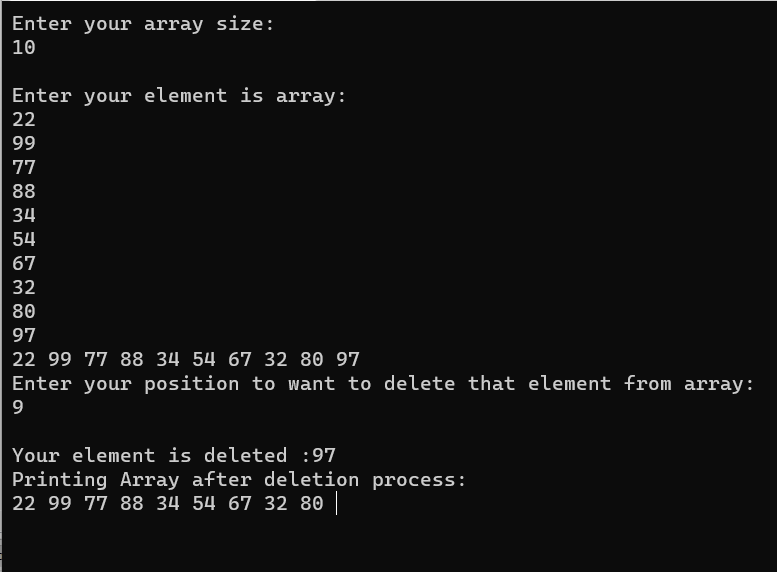 Enter your array size:
10
Enter your element is array:
22
99
77
88
34
54
67
32
80
97
22 99 77 88 34 54 67 32 80 97
Enter your position to want to delete that element from array:
9
Your element is deleted :97
Printing Array after deletion process:
22 99 77 88 34 54 67 32 80